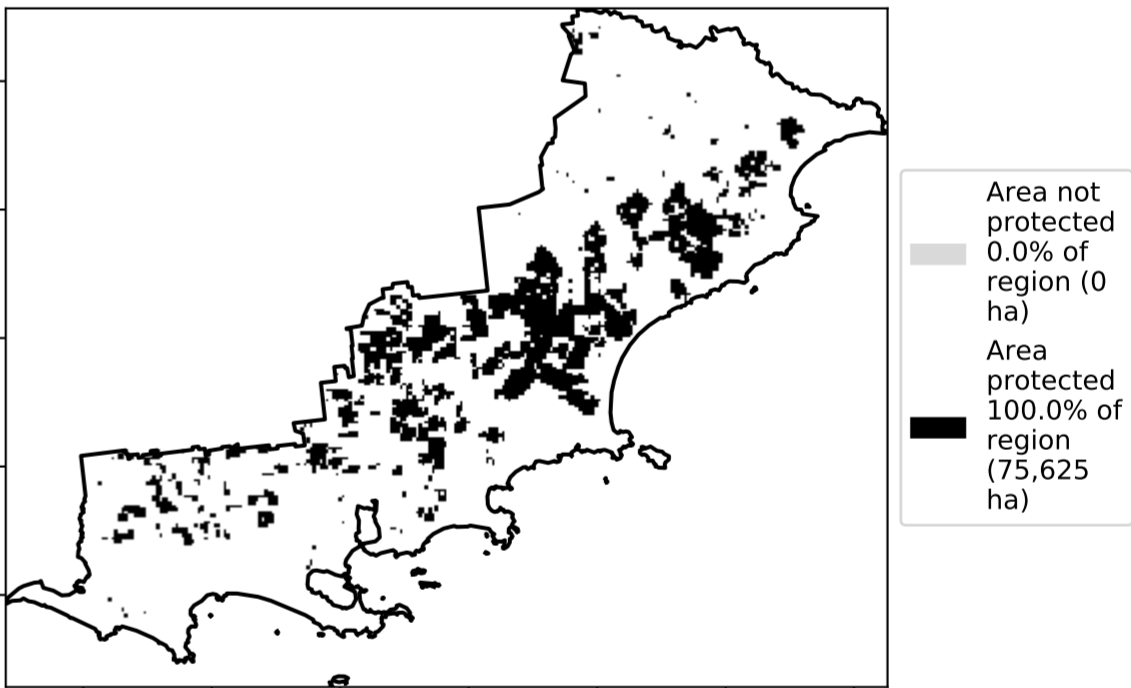 Area not
protected
0.0% of
region (0
ha)
Area
protected
100.0% of
region
(75,625
ha)